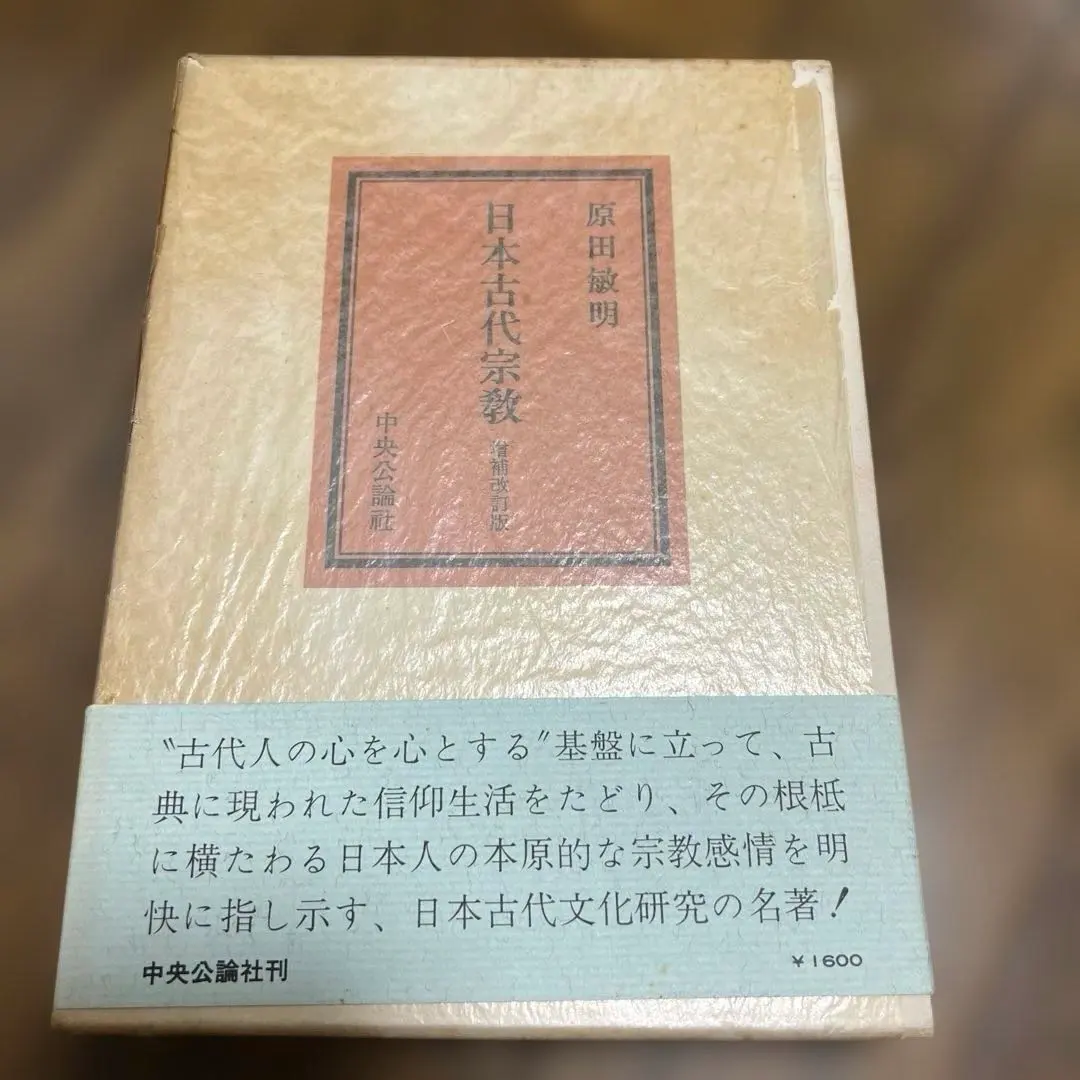 原田敏明
日本古代宗教 増補改訂版
中央公論社
〝古代人の心を心とする〟基盤に立って、古
典に現われた信仰生活をたどり、その根柢
に横たわる日本人の本原的な宗教感情を明
快に指し示す、日本古代文化研究の名著!
中央公論社刊
¥1600